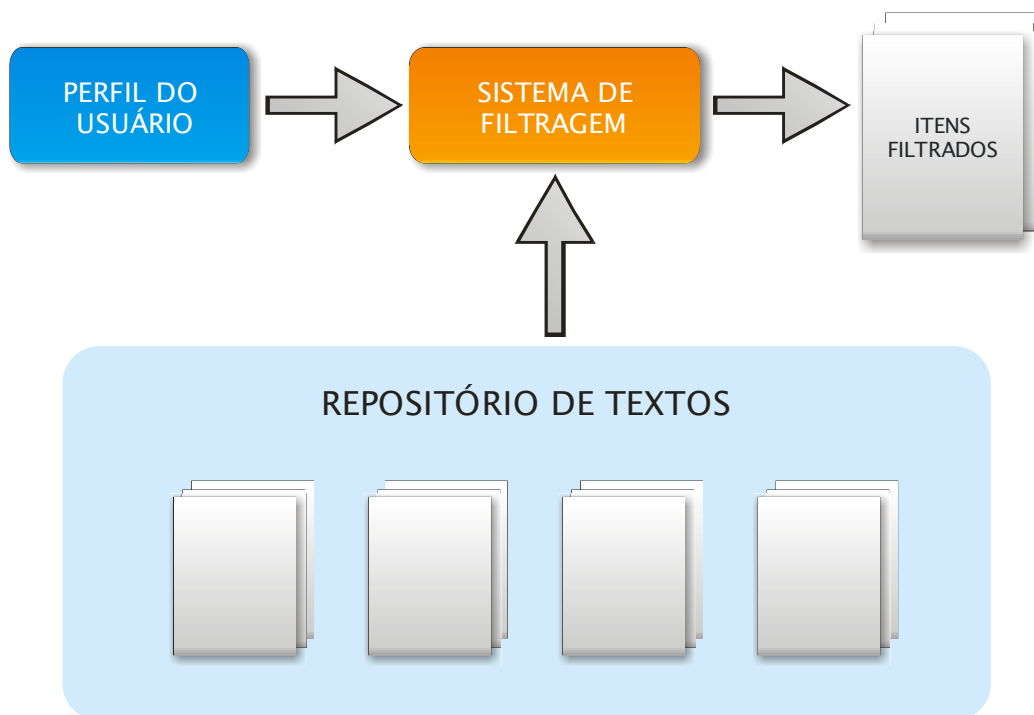 PERFIL DO
USUÁRIO
SISTEMA DE
FILTRAGEM
ITENS
FILTRADOS
REPOSITÓRIO DE TEXTOS